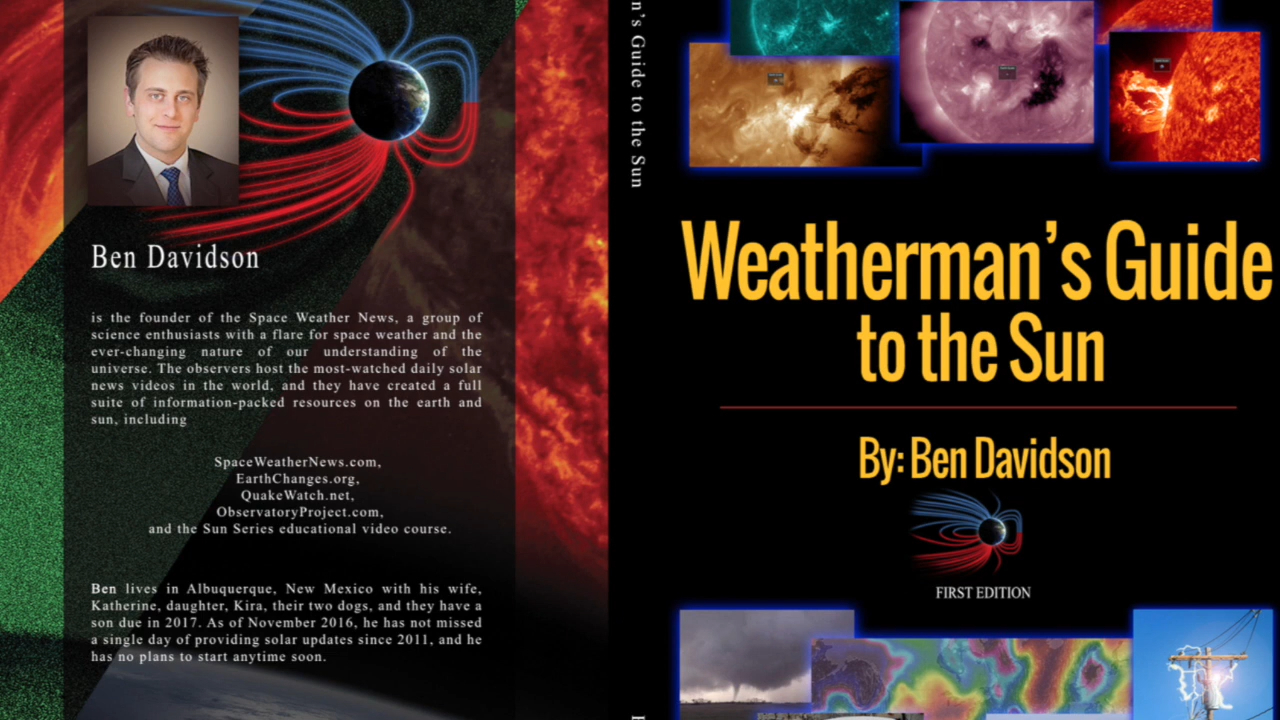 Ben Davidson
is the founder of the Space Weather News, a group of
science enthusiasts with a flare for space weather and the
ever-changing nature of our understanding of the
universe. The observers host the most-watched daily solar
news videos in the world, and they have created a full
suite of information-packed resources on the earth and
sun, including
SpaceWeatherNews.com,
EarthChanges.org,
QuakeWatch.net,
ObservatoryProject.com,
and the Sun Series educational video course.
Ben lives in Albuquerque, New Mexico with his wife,
Katherine, daughter, Kira, their two dogs, and they have a
son due in 2017. As of November 2016, he has not missed
a single day of providing solar updates since 2011, and he
has no plans to start anytime soon.
n's Guide to the Sun
Weatherman's Guide
to the Sun
By: Ben Davidson
FIRST EDITION